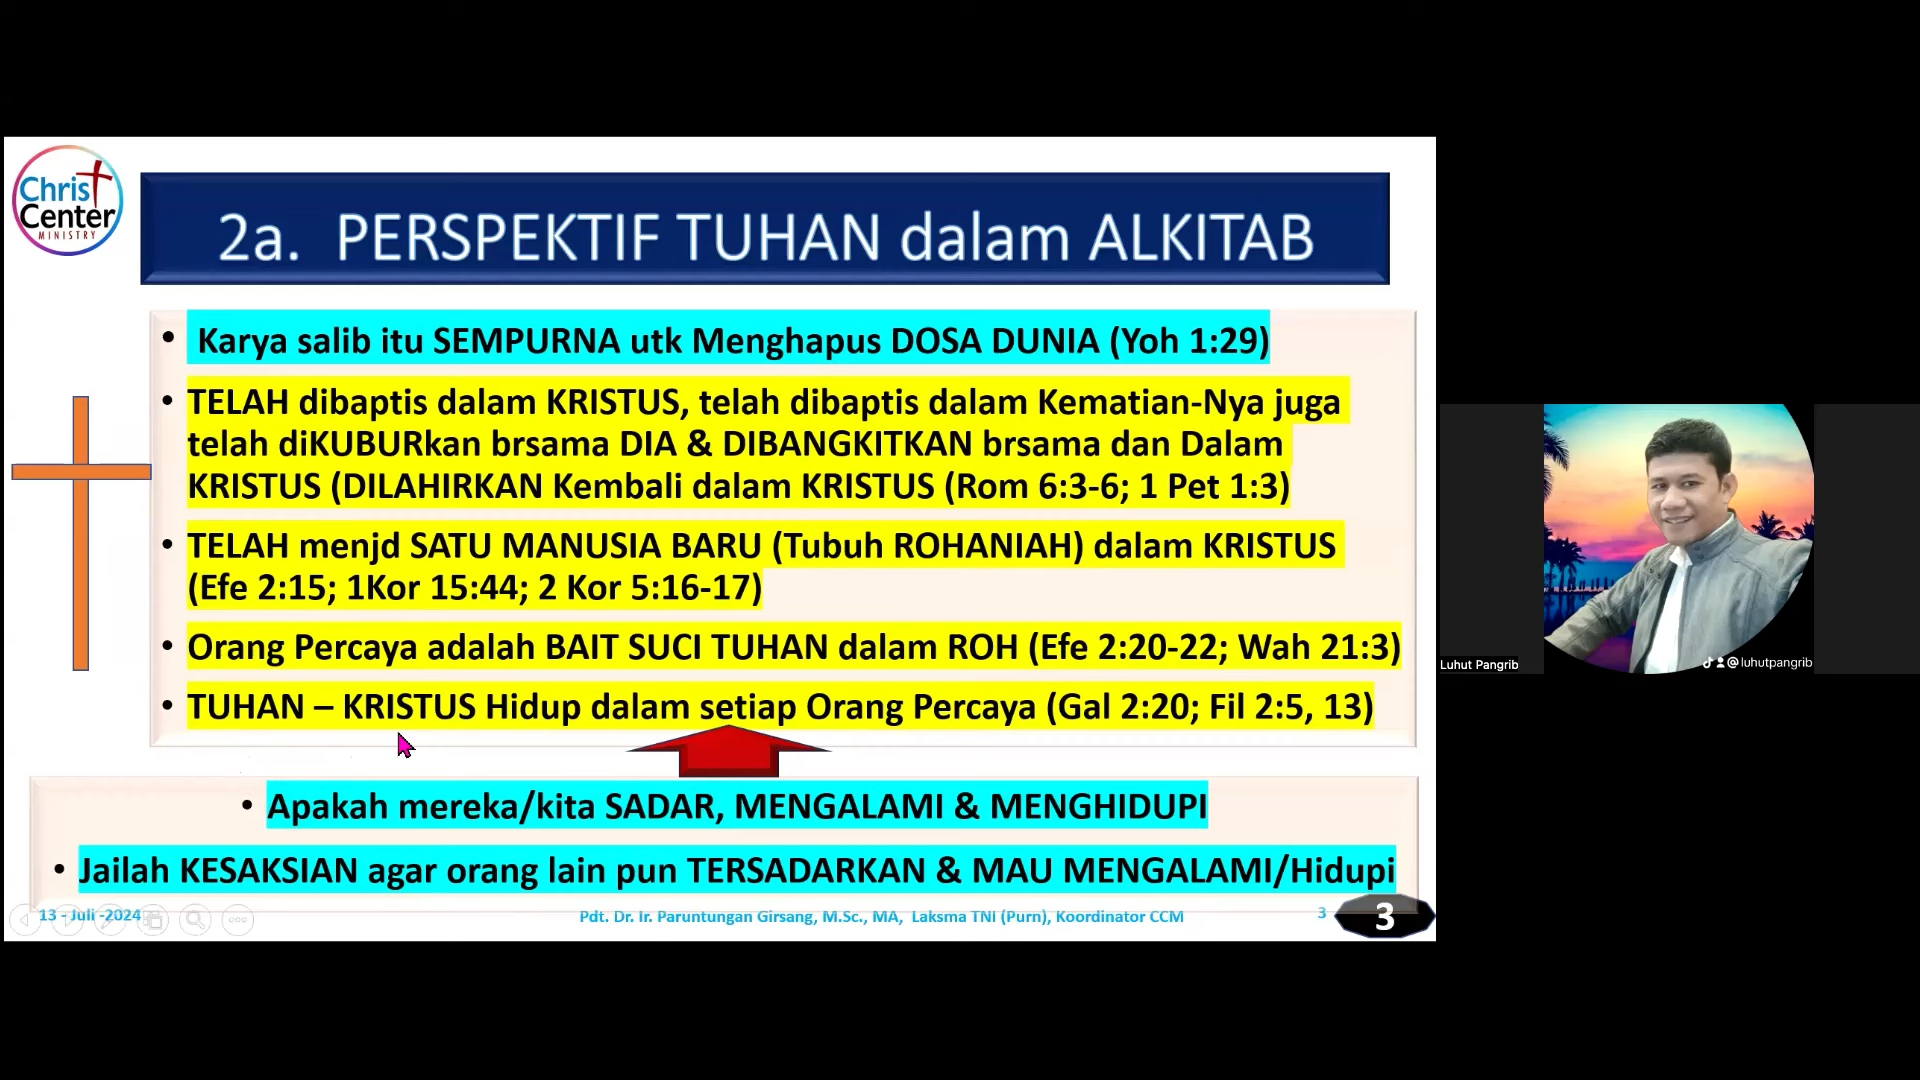 Christ
Center
MINISTRY
2a. PERSPEKTIF TUHAN dalam ALKITAB
• Karya salib itu SEMPURNA utk Menghapus DOSA DUNIA (Yoh 1:29)
• TELAH dibaptis dalam KRISTUS, telah dibaptis dalam Kematian-Nya juga
telah diKUBURkan brsama DIA & DIBANGKITKAN brsama dan Dalam
KRISTUS (DILAHIRKAN Kembali dalam KRISTUS (Rom 6:3-6; 1 Pet 1:3)
• TELAH menjd SATU MANUSIA BARU (Tubuh ROHANIAH) dalam KRISTUS
(Efe 2:15; 1Kor 15:44; 2 Kor 5:16-17)
• Orang Percaya adalah BAIT SUCI TUHAN dalam ROH (Efe 2:20-22; Wah 21:3)
• TUHAN – KRISTUS Hidup dalam setiap Orang Percaya (Gal 2:20; Fil 2:5, 13)
• Apakah mereka/kita SADAR, MENGALAMI & MENGHIDUPI
• Jailah KESAKSIAN agar orang lain pun TERSADARKAN & MAU MENGALAMI/Hidupi
13 - Juli -2024
Pdt. Dr. Ir. Paruntungan Girsang, M.Sc., MA, Laksma TNI (Purn), Koordinator CCM
3
3
Luhut Pangrib
@luhutpangrib